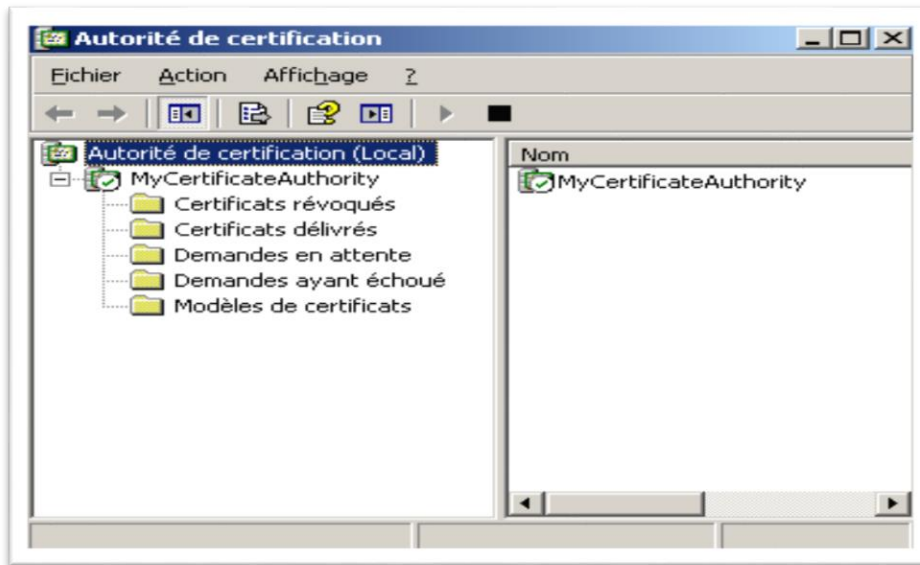 Autorité de certification
Fichier Action Affichage ?
Autorité de certification (Local)
MyCertificateAuthority
Certificats révoqués
Certificats délivrés
Demandes en attente
Demandes ayant échoué
Modèles de certificats
Nom
MyCertificateAuthority